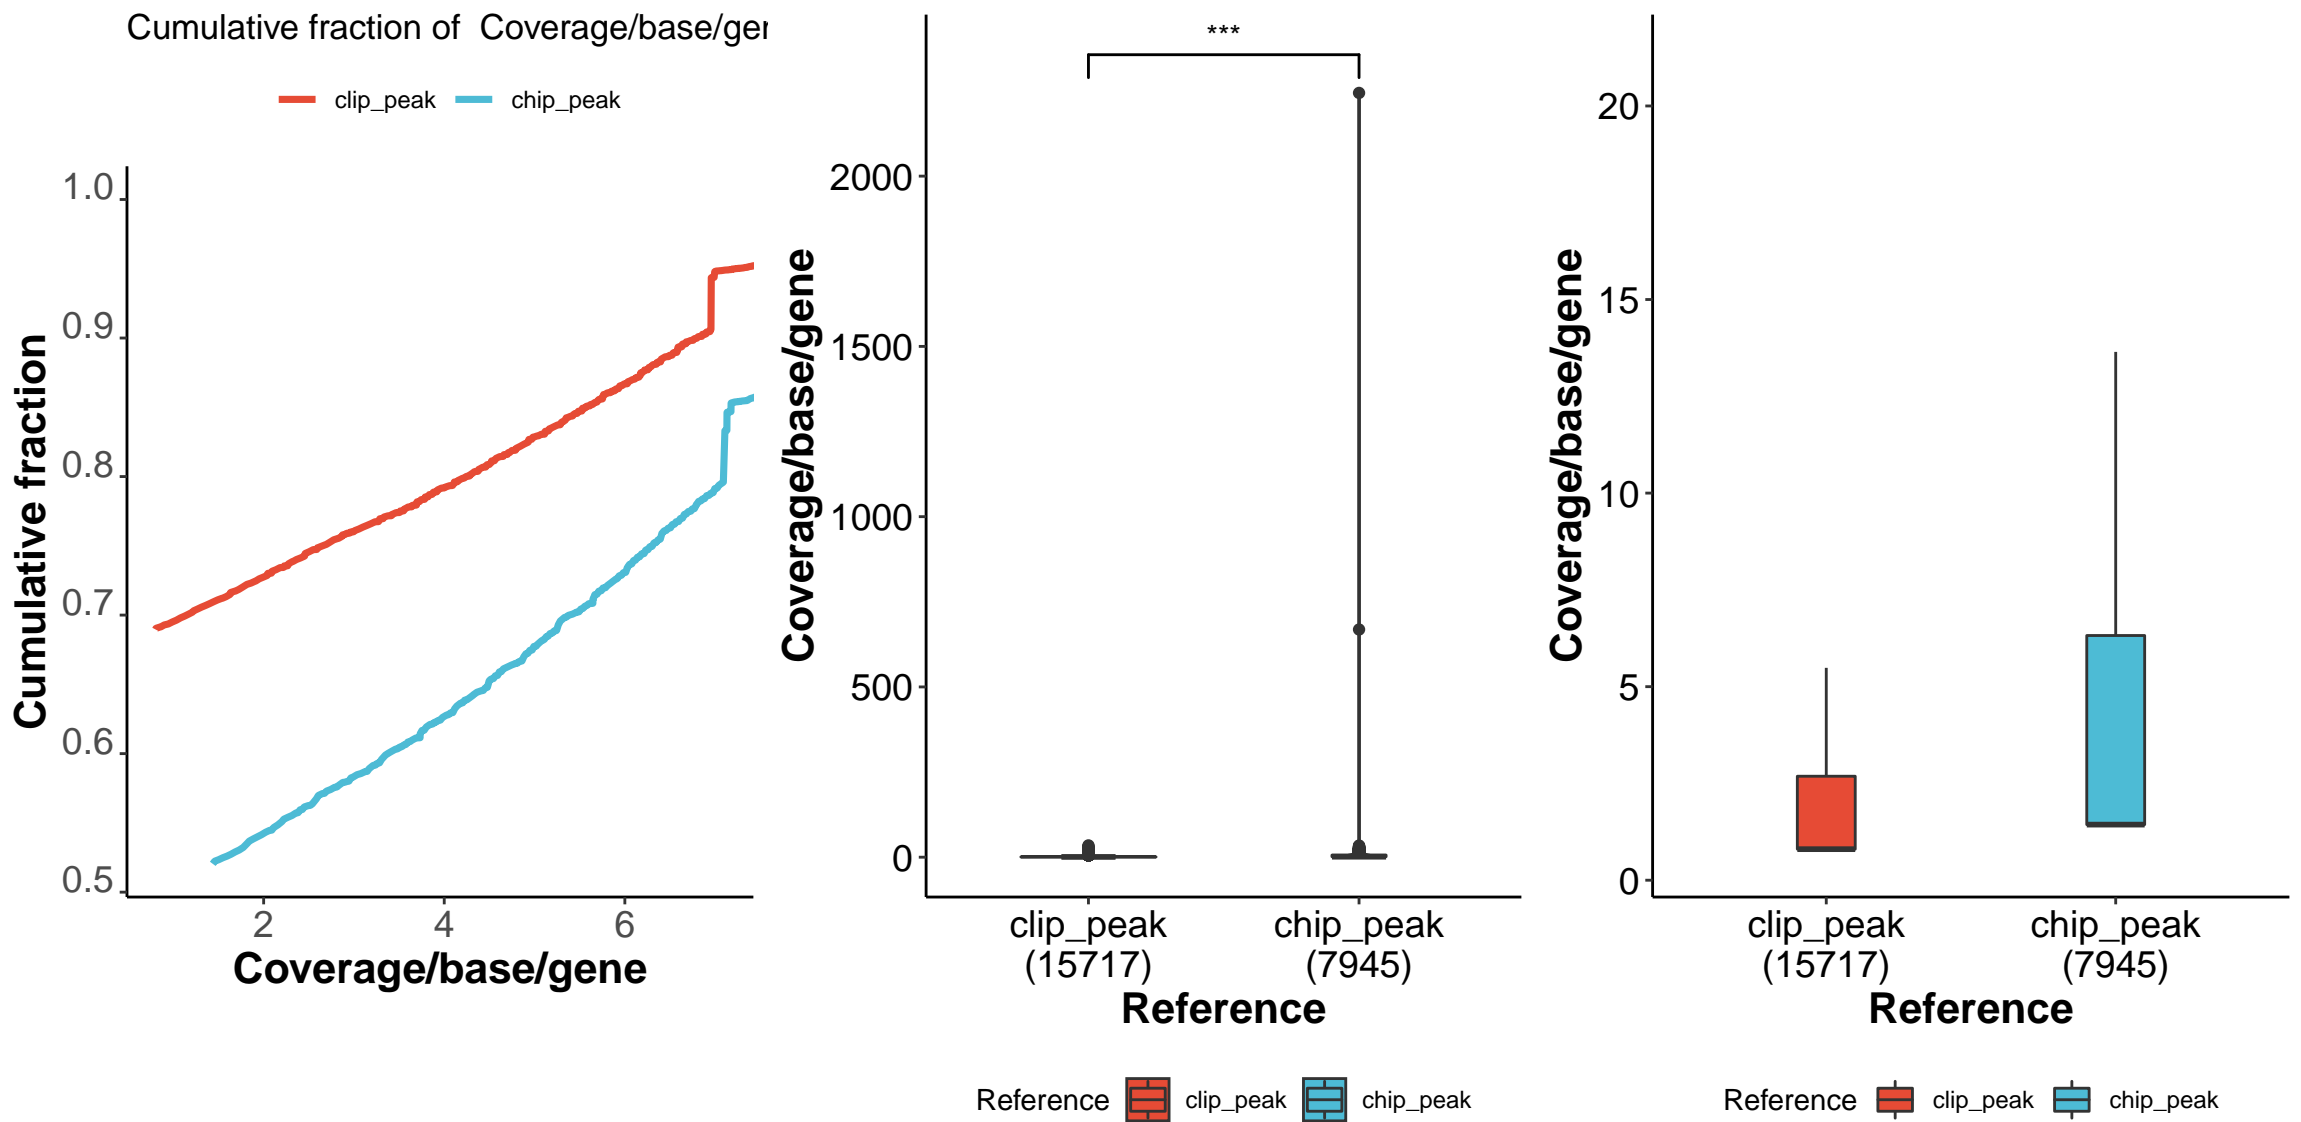 Cumulative fraction of  Coverage/base/ger
clip_peak chip_peak
1.0
0.9
0.8
0.7
0.6
0.5
Cumulative fraction
2 4 6
Coverage/base/gene
***
2000
1500
1000
500
0
Coverage/base/gene
clip_peak chip_peak
(15717) (7945)
Reference
Reference clip_peak chip_peak
20
15
10
5
0
Coverage/base/gene
clip_peak chip_peak
(15717) (7945)
Reference
Reference clip_peak chip_peak